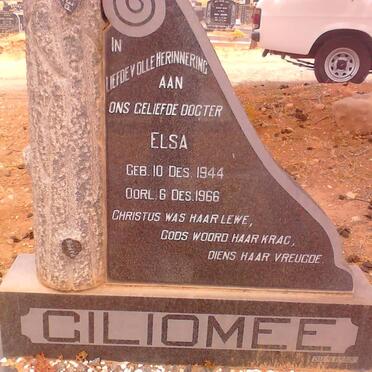 IN
LIEFDEVOLLE HERINNERING
AAN
ONS GELIEFDE DOGTER
ELSA
GEB. 10 DES. 1944
OORL. 6 DES. 1966
CHRISTUS WAS HAAR LEWE,
GODS WOORD HAAR KRAG,
DIENS HAAR VREUGDE.
GILIOMEE